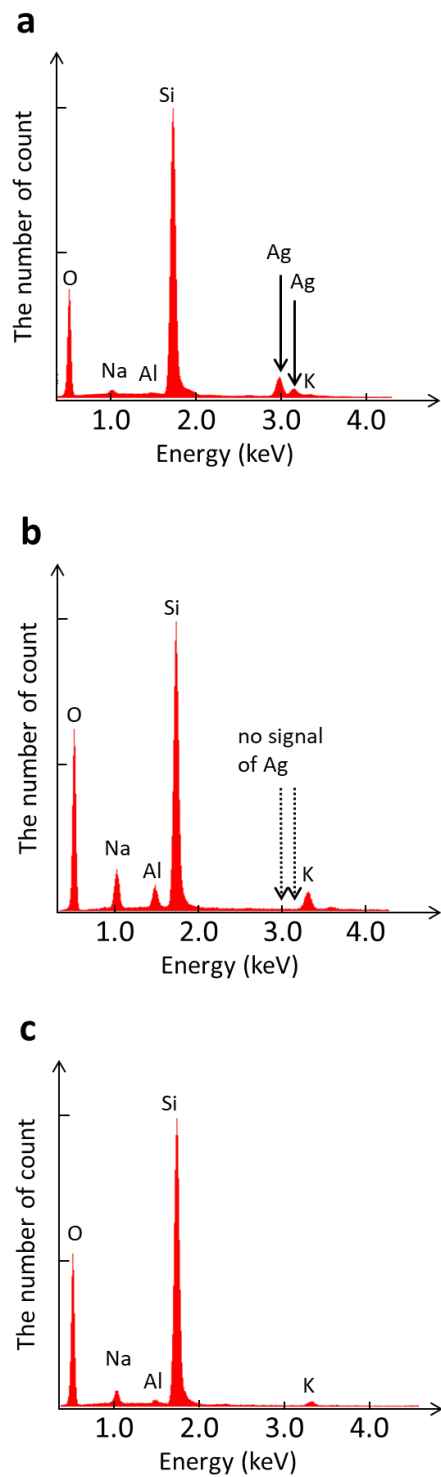 a
The number of count
Si
O
Na
Al
Ag
Ag
K
1.0 2.0 3.0 4.0
Energy (keV)
b
The number of count
Si
O
Na
Al
no signal
of Ag
K
1.0 2.0 3.0 4.0
Energy (keV)
c
The number of count
Si
O
Na
Al
K
1.0 2.0 3.0 4.0
Energy (keV)